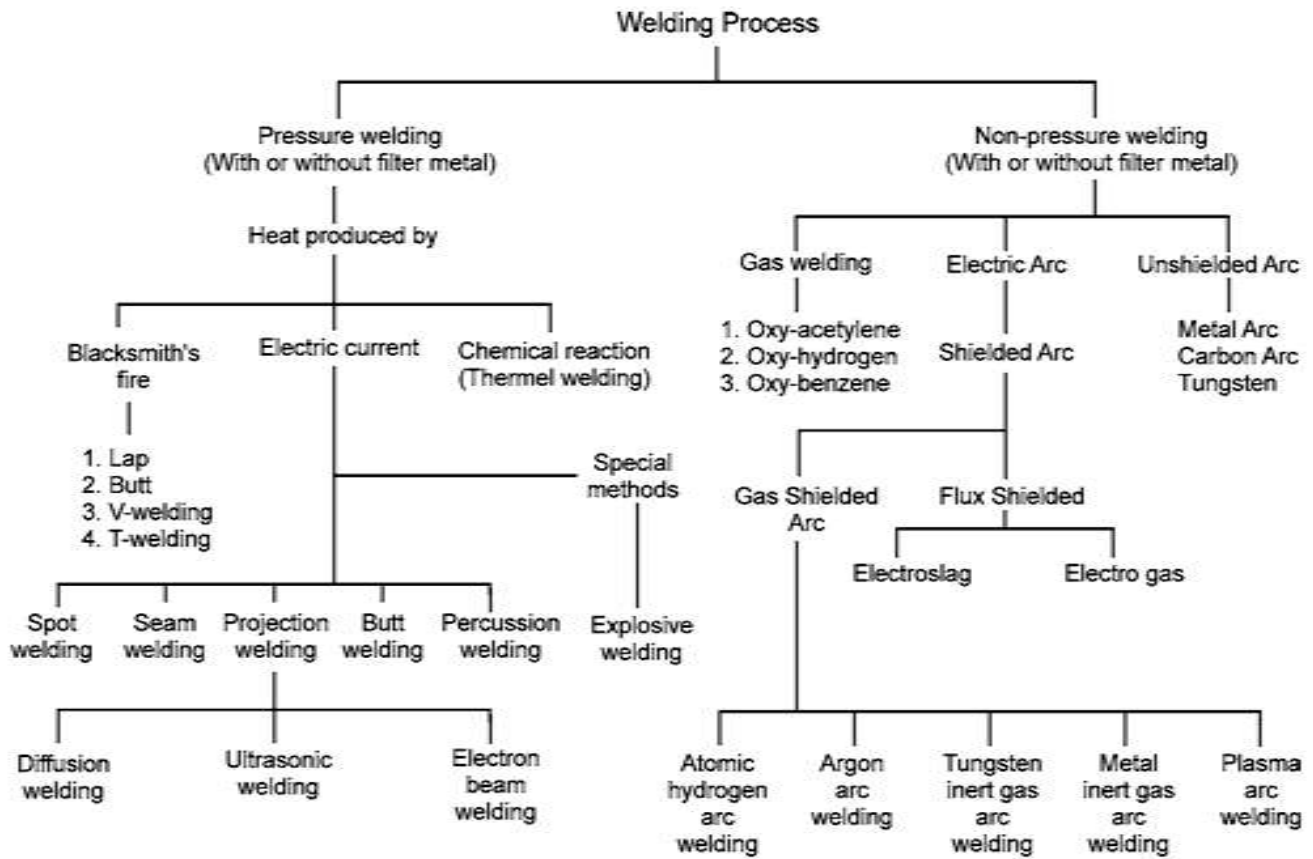 Welding Process
Pressure welding
(With or without filter metal)
Non-pressure welding
(With or without filter metal)
Heat produced by
Gas welding
Electric Arc
Unshielded Arc
Blacksmith's
fire
Electric current
Chemical reaction
(Thermel welding)
1. Oxy-acetylene
2. Oxy-hydrogen
3. Oxy-benzene
Shielded Arc
Metal Arc
Carbon Arc
Tungsten
1. Lap
2. Butt
3. V-welding
4. T-welding
Special
methods
Gas Shielded
Arc
Flux Shielded
Electroslag
Electro gas
Spot
welding
Seam
welding
Projection
welding
Butt
welding
Percussion
welding
Explosive
welding
Diffusion
welding
Ultrasonic
welding
Electron
beam
welding
Atomic
hydrogen
arc
welding
Argon
arc
welding
Tungsten
inert gas
arc
welding
Metal
inert gas
arc
welding
Plasma
arc
welding